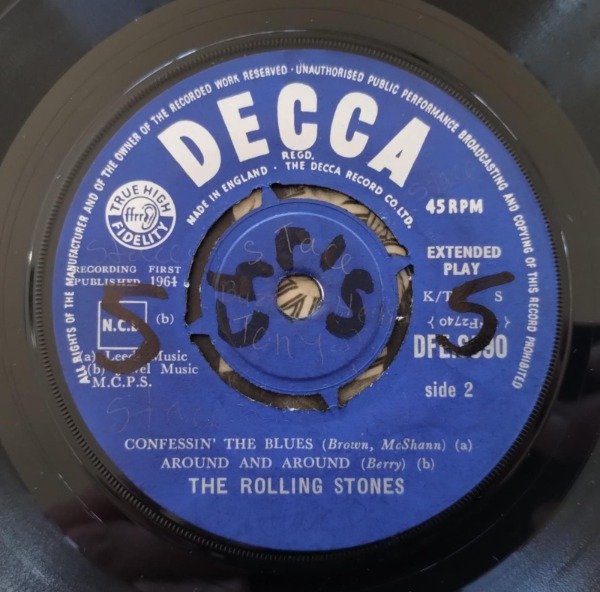 ALL RIGHTS OF THE MANUFACTURER AND OF THE OWNER OF THE RECORDED WORK RESERVED · UNAUTHORISED PUBLIC PERFORMANCE BROADCASTING AND COPYING OF THIS RECORD PROHIBITED
DECCA
REGD.
MADE IN ENGLAND · THE DECCA RECORD CO. LTD.
TRUE HIGH
ffrr
FIDELITY
45 RPM
RECORDING FIRST
PUBLISHED 1964
EXTENDED
PLAY
K/T S
5 5
(b)
(a) Music
(b) Music
M.C.P.S.
side 2
Tony
CONFESSIN' THE BLUES (Brown, McShann) (a)
AROUND AND AROUND (Berry) (b)
THE ROLLING STONES